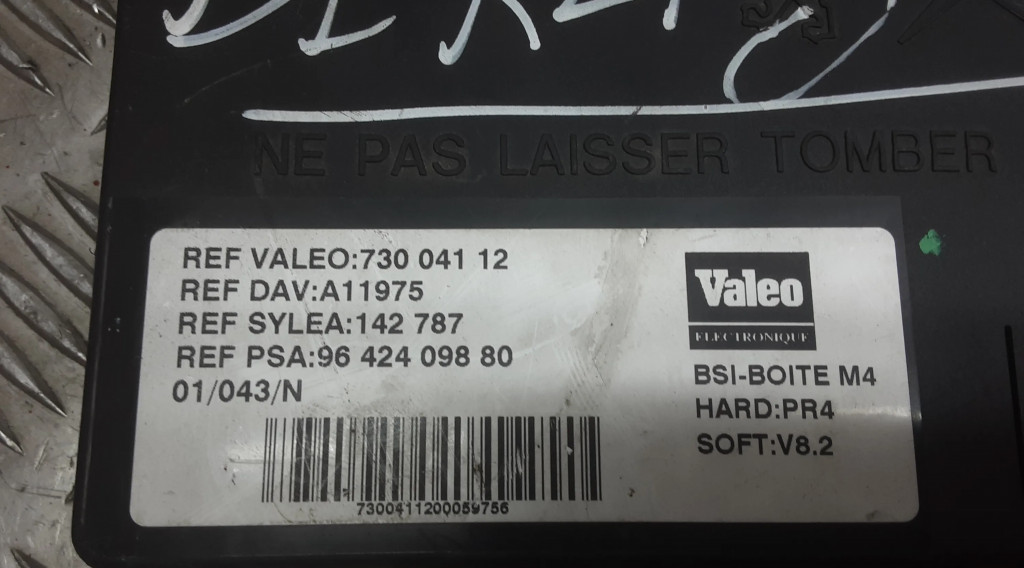 NE PAS LAISSER TOMBER
REF VALEO:730 041 12
REF DAV:A11975
REF SYLEA:142 787
REF PSA:96 424 098 80
01/043/N
7300411200059756
Valeo
ELECTRONIQUE
BSI-BOITE M4
HARD:PR4
SOFT:V8.2